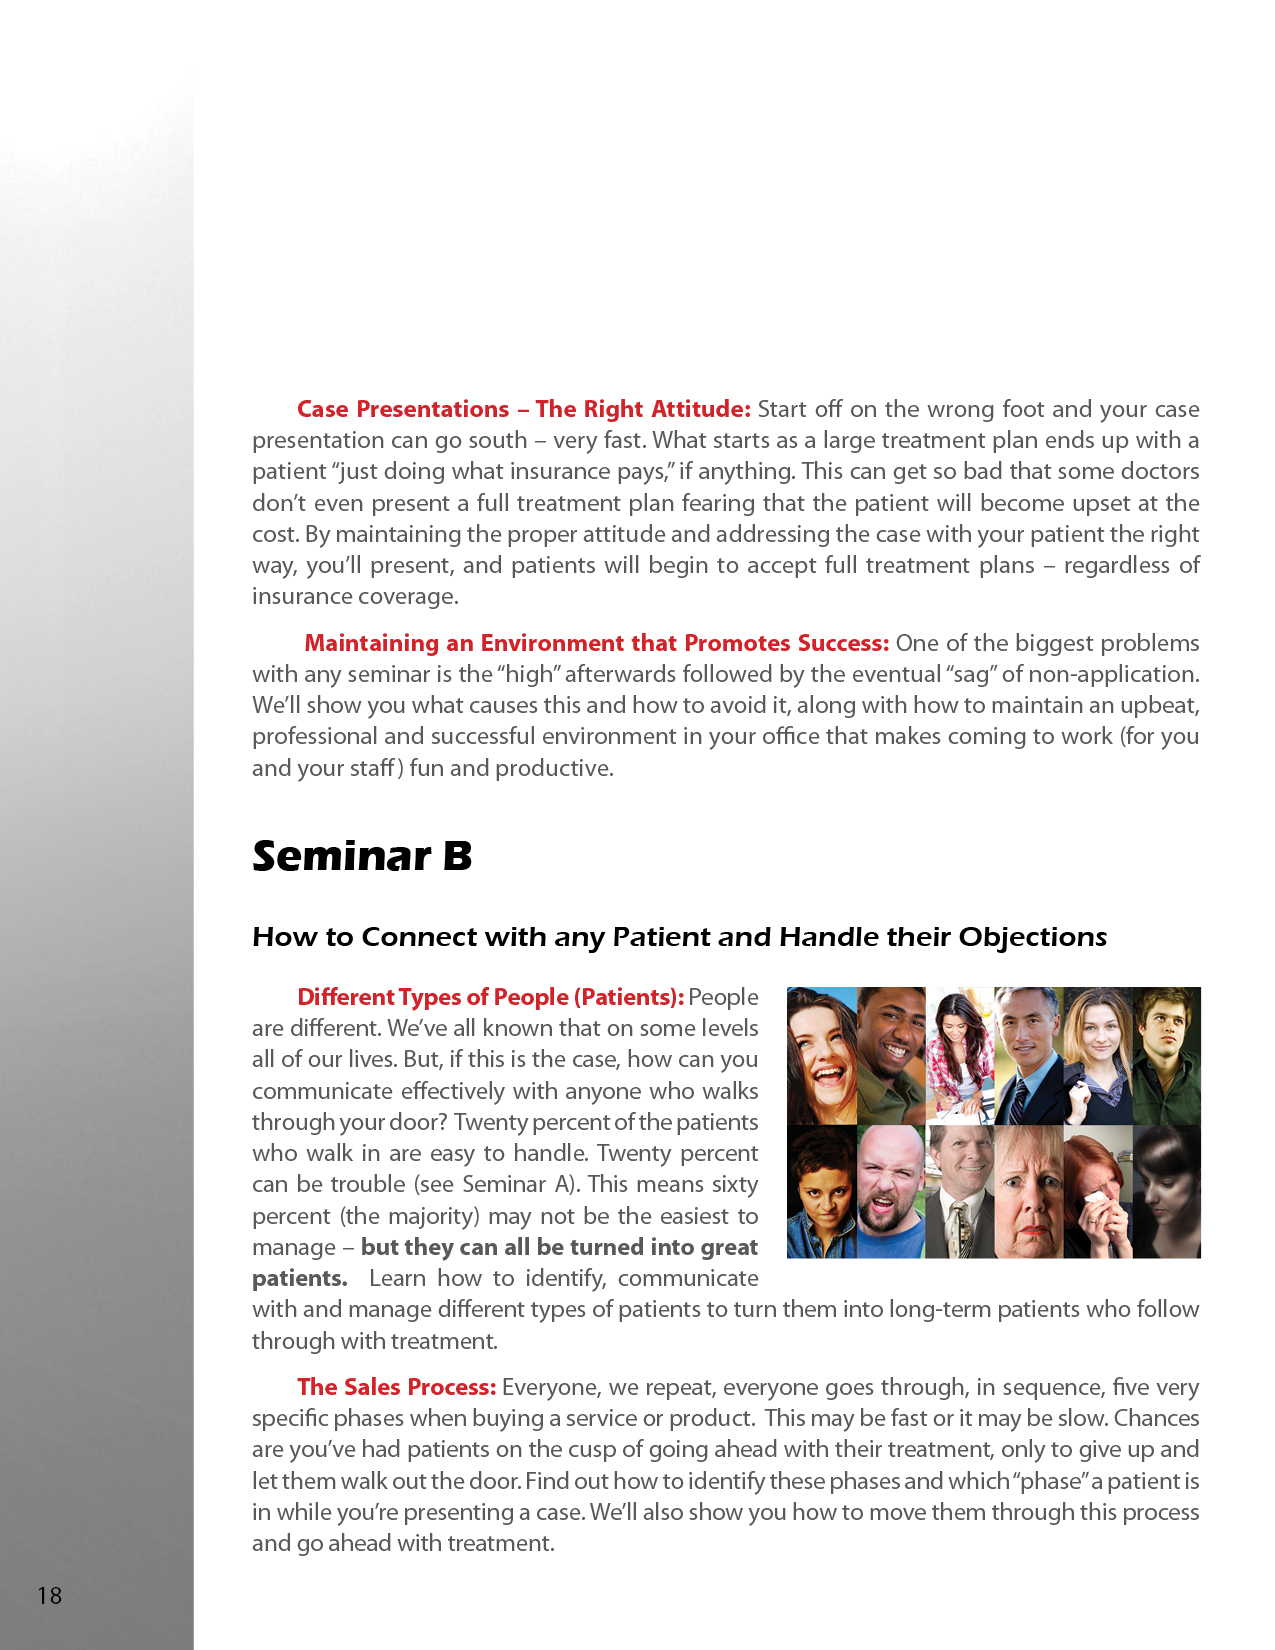 Case Presentations – The Right Attitude: Start off on the wrong foot and your case
presentation can go south – very fast. What starts as a large treatment plan ends up with a
patient “just doing what insurance pays,” if anything. This can get so bad that some doctors
don’t even present a full treatment plan fearing that the patient will become upset at the
cost. By maintaining the proper attitude and addressing the case with your patient the right
way, you’ll present, and patients will begin to accept full treatment plans – regardless of
insurance coverage.
Maintaining an Environment that Promotes Success: One of the biggest problems
with any seminar is the “high” afterwards followed by the eventual “sag” of non-application.
We’ll show you what causes this and how to avoid it, along with how to maintain an upbeat,
professional and successful environment in your office that makes coming to work (for you
and your staff) fun and productive.
Seminar B
How to Connect with any Patient and Handle their Objections
Different Types of People (Patients): People
are different. We’ve all known that on some levels
all of our lives. But, if this is the case, how can you
communicate effectively with anyone who walks
through your door? Twenty percent of the patients
who walk in are easy to handle. Twenty percent
can be trouble (see Seminar A). This means sixty
percent (the majority) may not be the easiest to
manage – but they can all be turned into great
patients. Learn how to identify, communicate
with and manage different types of patients to turn them into long-term patients who follow
through with treatment.
The Sales Process: Everyone, we repeat, everyone goes through, in sequence, five very
specific phases when buying a service or product. This may be fast or it may be slow. Chances
are you’ve had patients on the cusp of going ahead with their treatment, only to give up and
let them walk out the door. Find out how to identify these phases and which “phase” a patient is
in while you’re presenting a case. We’ll also show you how to move them through this process
and go ahead with treatment.
18